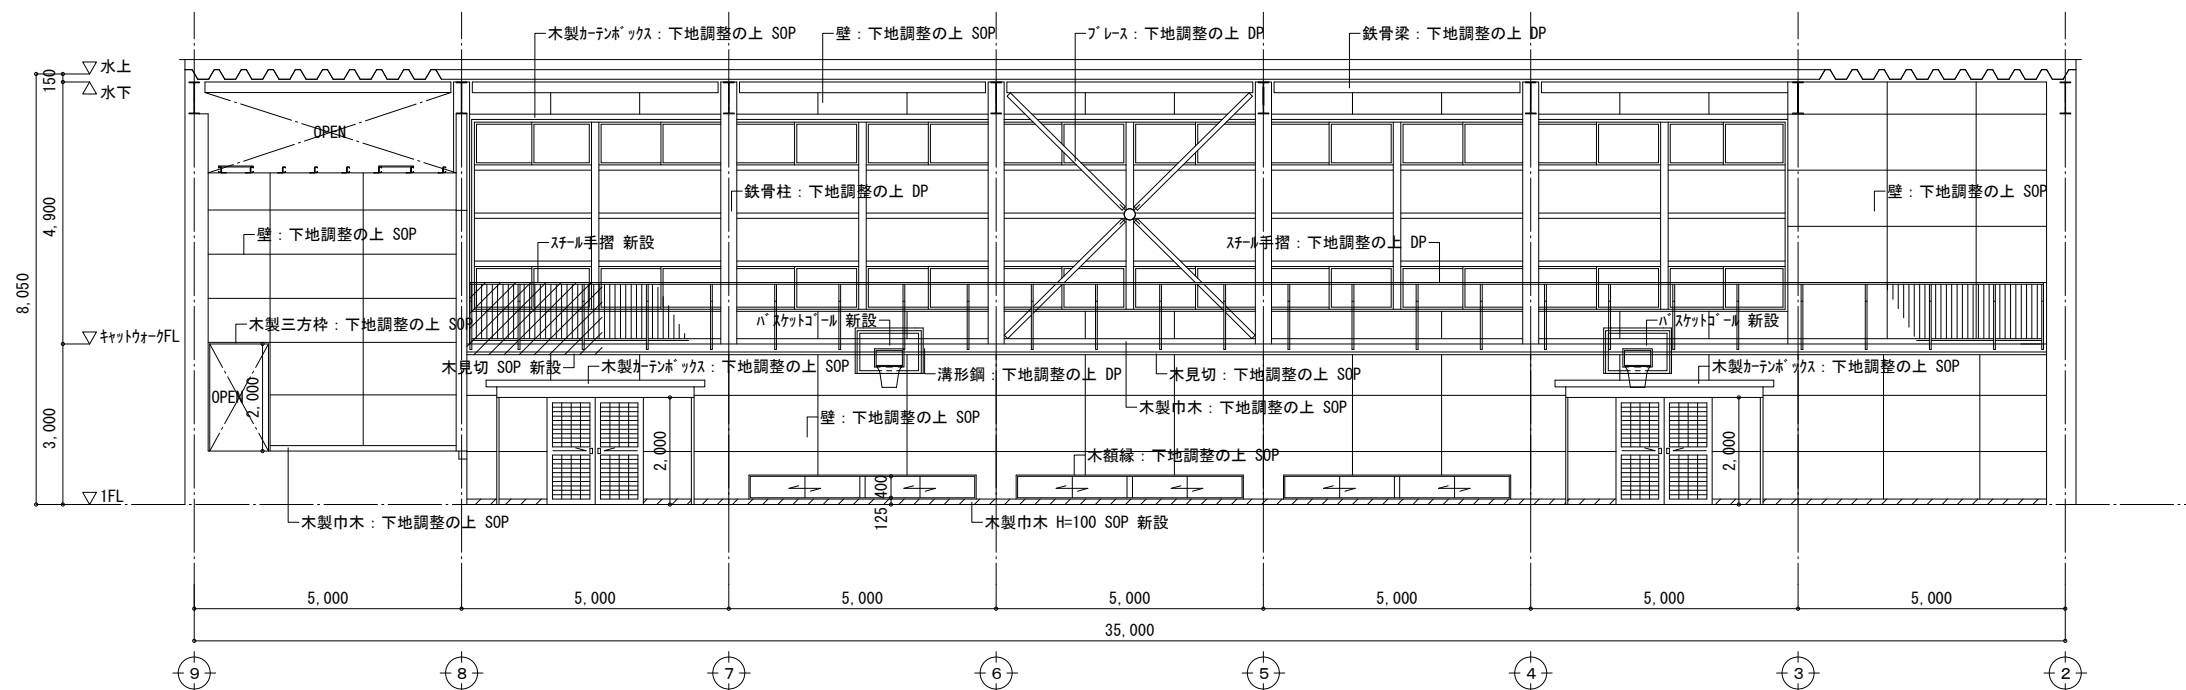 木製カーテンボックス：下地調整の上 SOP
壁：下地調整の上 SOP
ブレース：下地調整の上 DP
鉄骨梁：下地調整の上 DP
水上
水下
150
OPEN
鉄骨柱：下地調整の上 DP
壁：下地調整の上 SOP
4,900
壁：下地調整の上 SOP
スチール手摺 新設
スチール手摺：下地調整の上 DP
8,050
木製三方枠：下地調整の上 SOP
バスケットゴール 新設
バスケットゴール 新設
キャットウォークFL
木見切 SOP 新設
木製カーテンボックス：下地調整の上 SOP
溝形鋼：下地調整の上 DP
木見切：下地調整の上 SOP
木製カーテンボックス：下地調整の上 SOP
OPEN
2,000
3,000
木製巾木：下地調整の上 SOP
壁：下地調整の上 SOP
2,000
木額縁：下地調整の上 SOP
2,000
400
125
1FL
木製巾木：下地調整の上 SOP
木製巾木 H=100 SOP 新設
5,000
5,000
5,000
5,000
5,000
5,000
5,000
35,000
9
8
7
6
5
4
3
2